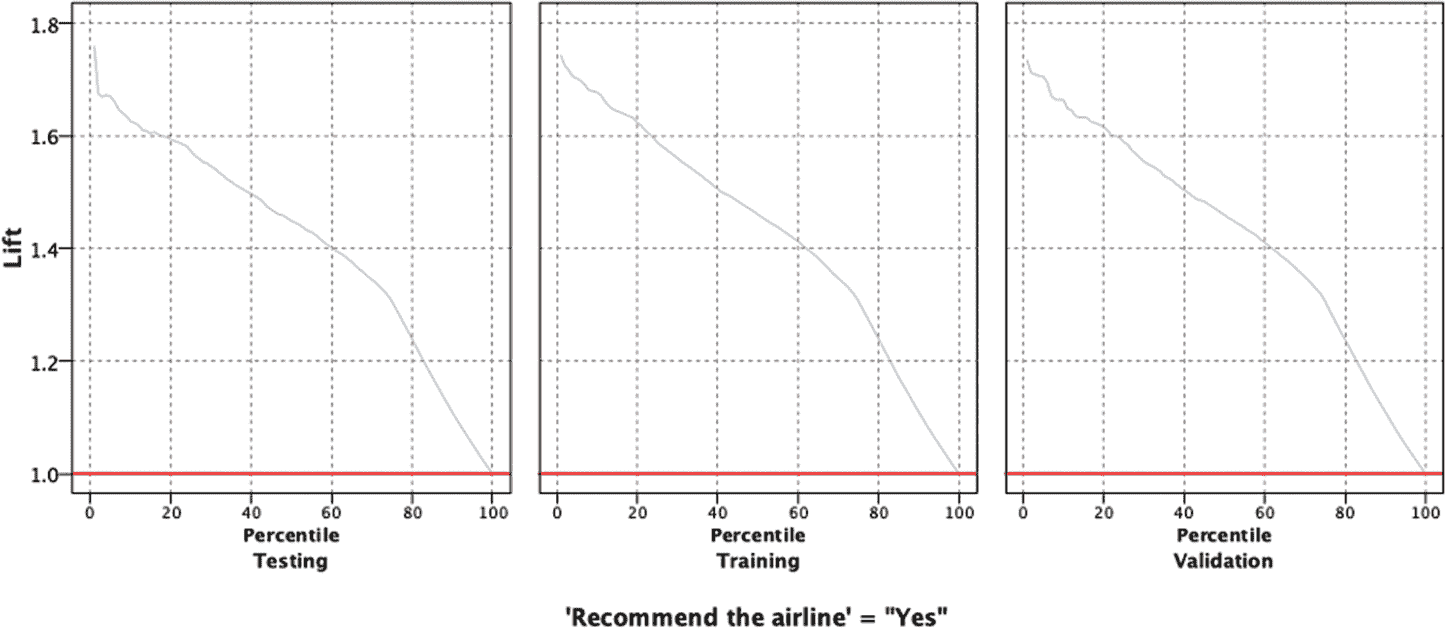 1.8
1.6
1.4
1.2
1.0
Lift
0 20 40 60 80 100
0 20 40 60 80 100
0 20 40 60 80 100
Percentile
Testing
Percentile
Training
Percentile
Validation
'Recommend the airline' = "Yes"